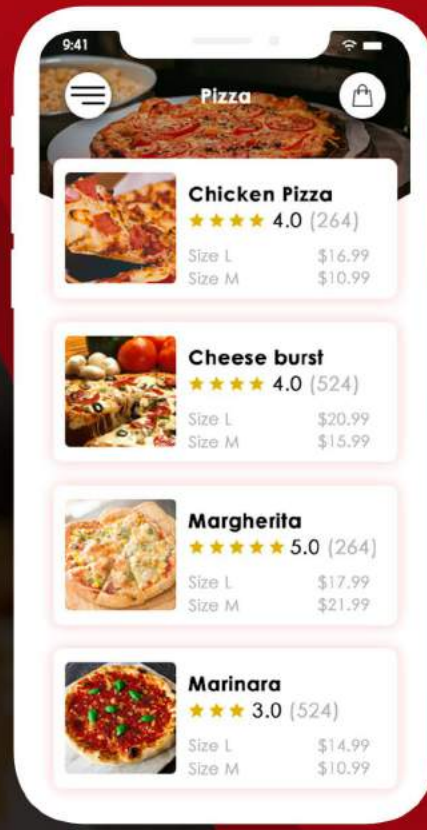 9:41
Pizza
Chicken Pizza
4.0 (264)
Size L $16.99
Size M $10.99
Cheese burst
4.0 (524)
Size L $20.99
Size M $15.99
Margherita
5.0 (264)
Size L $17.99
Size M $21.99
Marinara
3.0 (524)
Size L $14.99
Size M $10.99